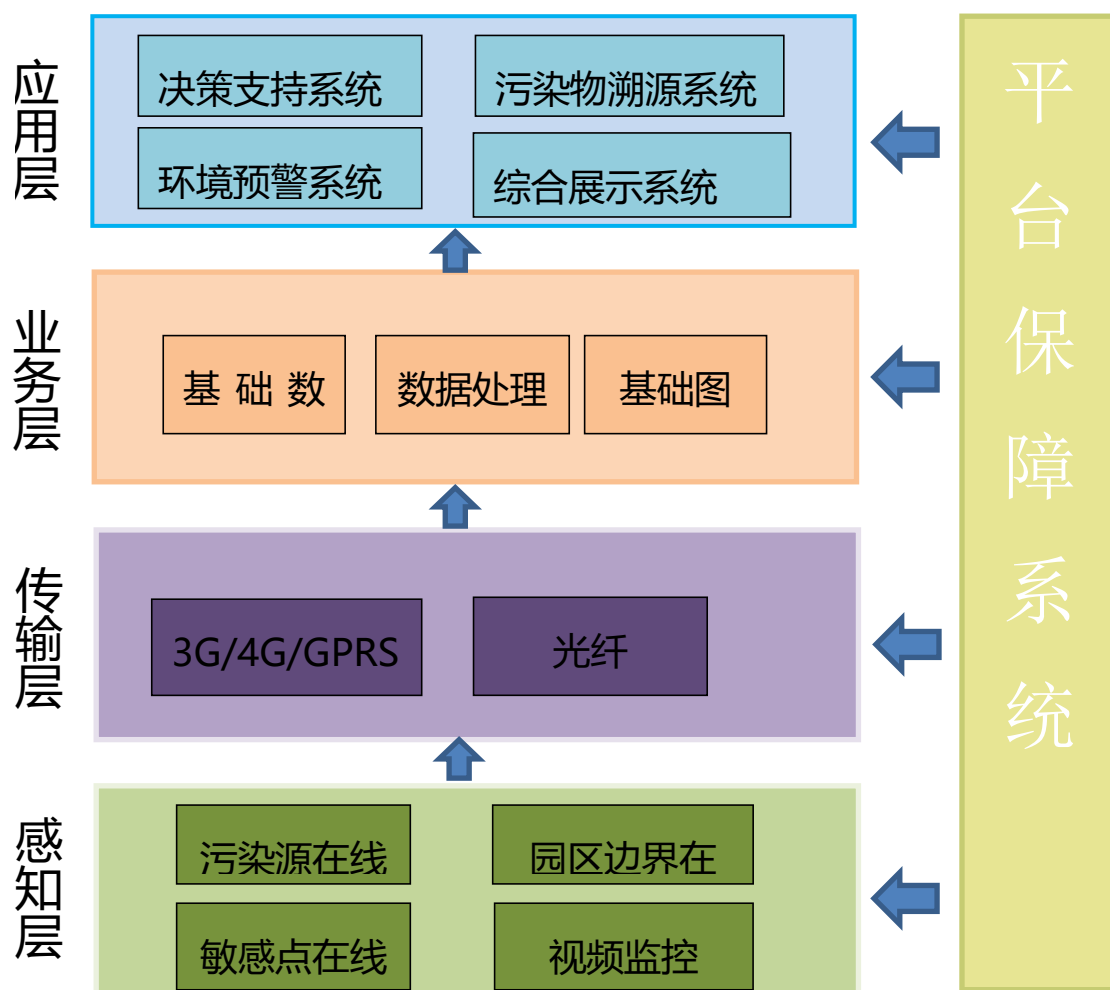 应用层
决策支持系统
污染物溯源系统
环境预警系统
综合展示系统
业务层
基 础 数
数据处理
基础图
传输层
3G/4G/GPRS
光纤
感知层
污染源在线
园区边界在
敏感点在线
视频监控
平台保障系统